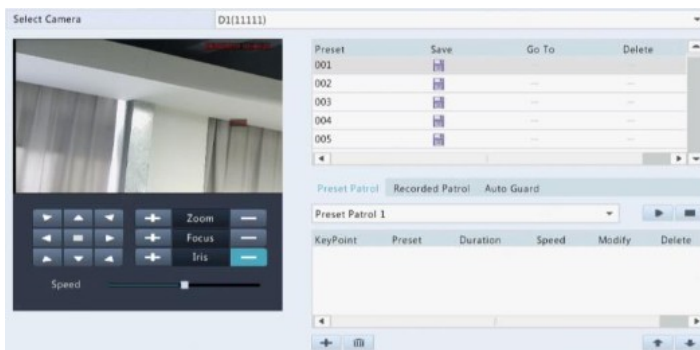 Select Camera D1(11111)
Preset Save Go To Delete
001
002
003
004
005
Preset Patrol Recorded Patrol Auto Guard
Preset Patrol 1
KeyPoint Preset Duration Speed Modify Delete
Zoom
Focus
Iris
Speed